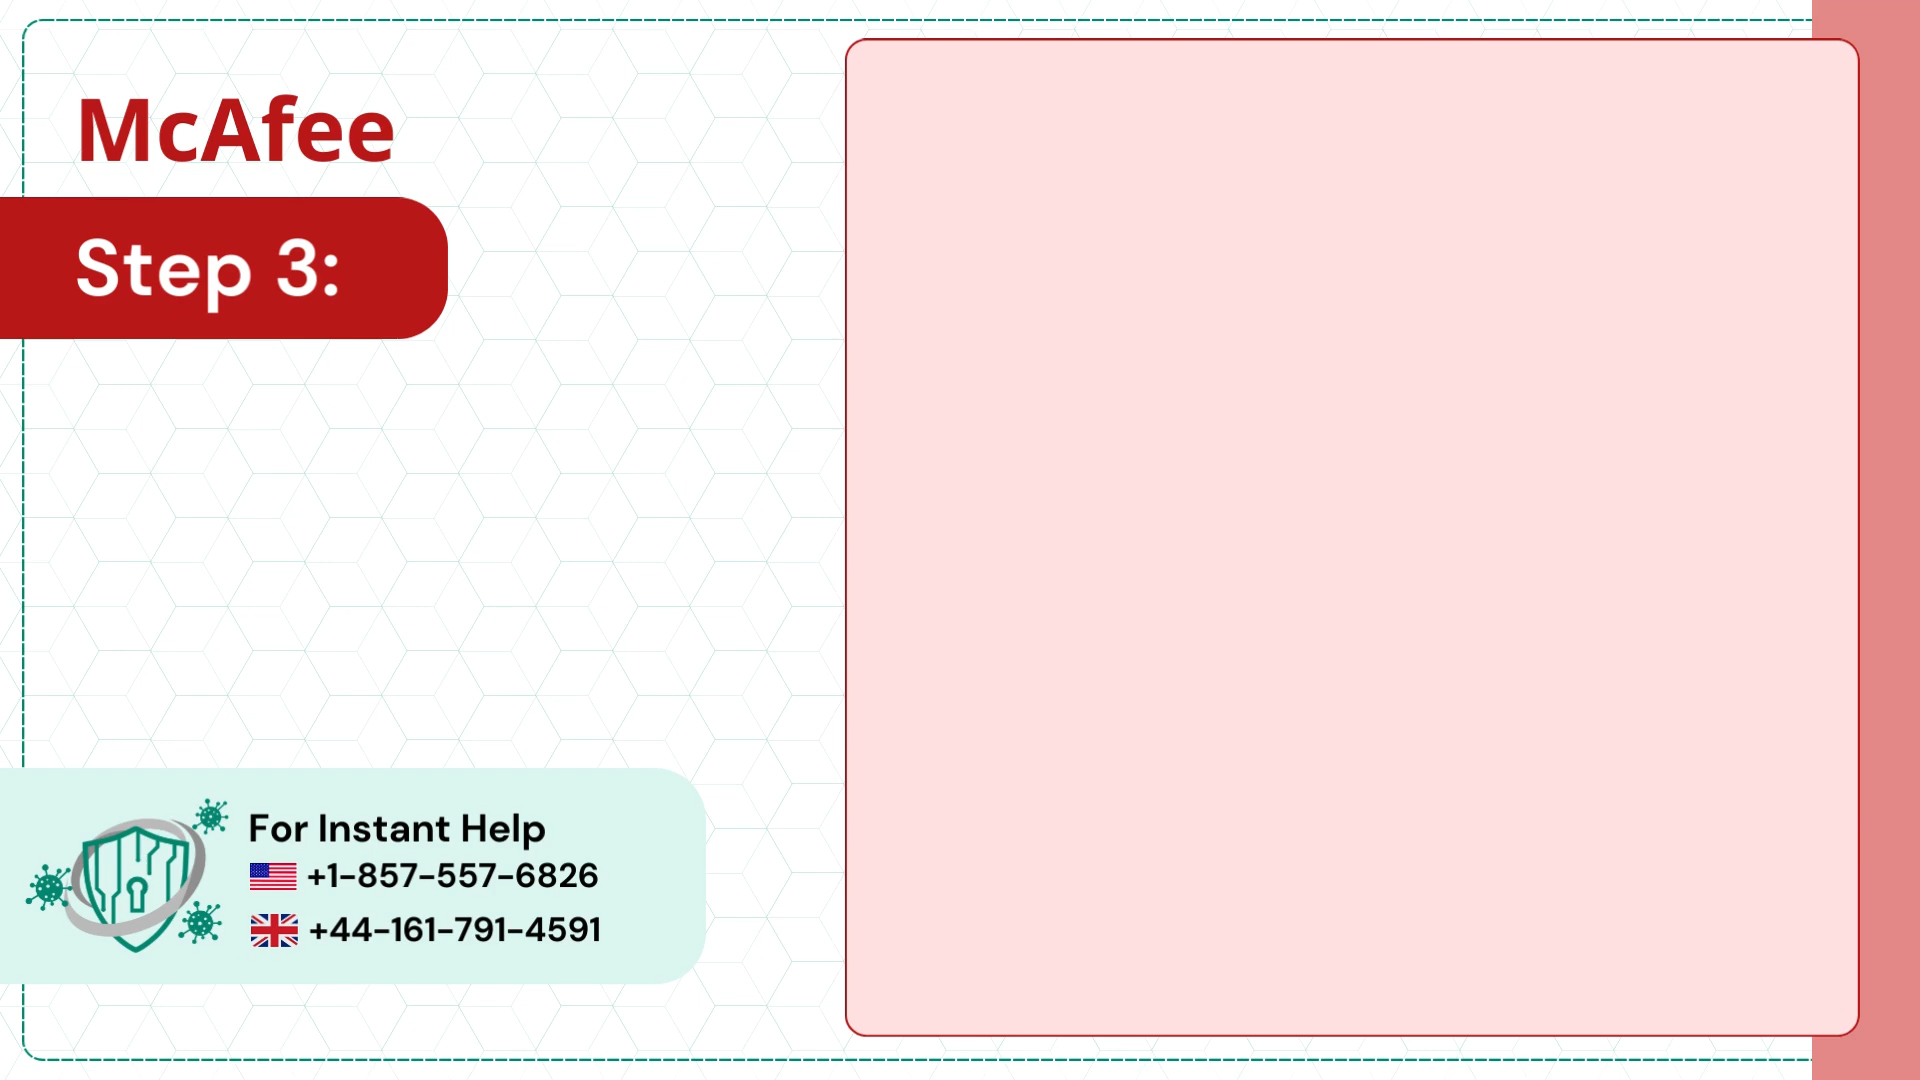 McAfee
Step 3:
For Instant Help
+1-857-557-6826
+44-161-791-4591